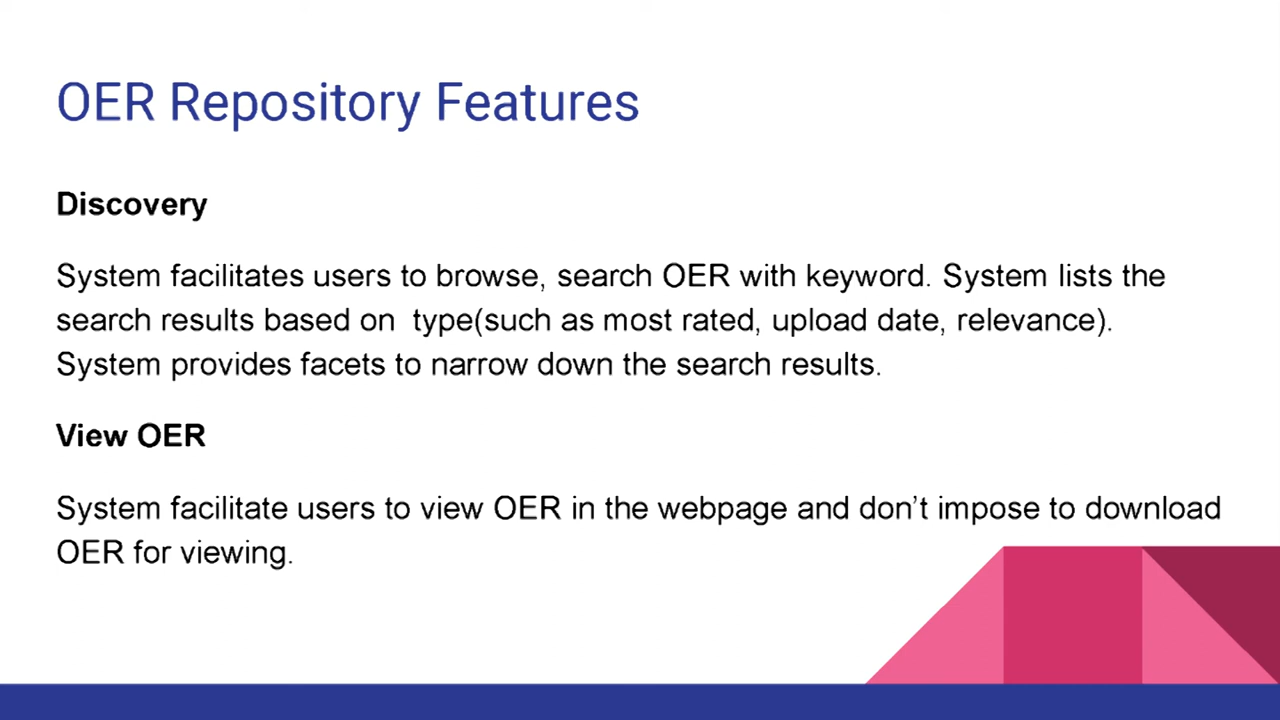 OER Repository Features
Discovery
System facilitates users to browse, search OER with keyword. System lists the
search results based on  type(such as most rated, upload date, relevance).
System provides facets to narrow down the search results.
View OER
System facilitate users to view OER in the webpage and don’t impose to download
OER for viewing.